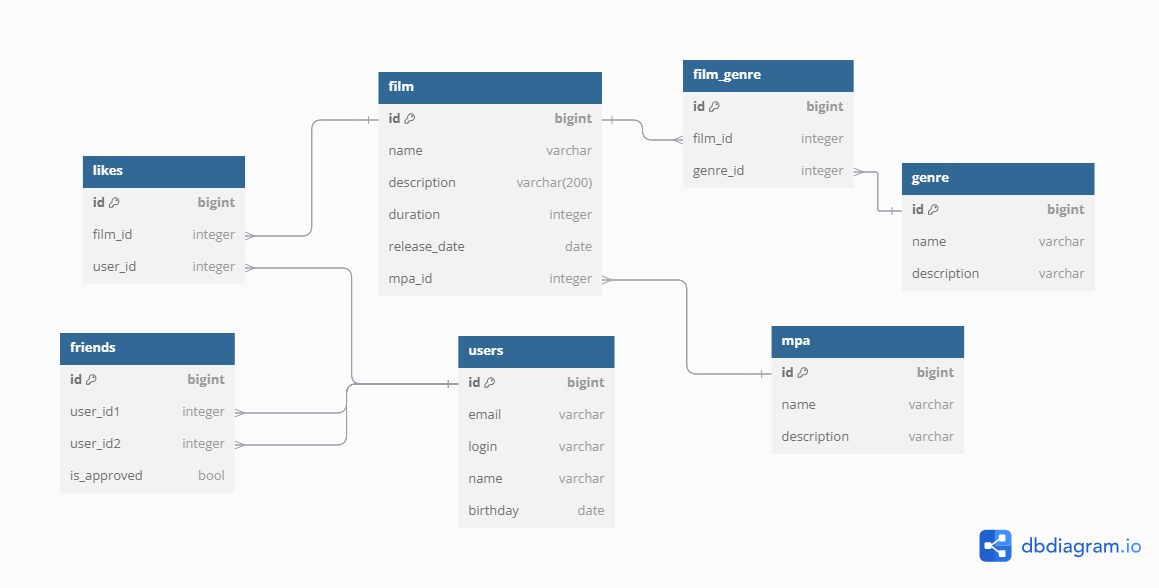 film
id bigint
name varchar
description varchar(200)
duration integer
release_date date
mpa_id integer
film_genre
id bigint
film_id integer
genre_id integer
likes
id bigint
film_id integer
user_id integer
genre
id bigint
name varchar
description varchar
friends
id bigint
user_id1 integer
user_id2 integer
is_approved bool
users
id bigint
email varchar
login varchar
name varchar
birthday date
mpa
id bigint
name varchar
description varchar
dbdiagram.io